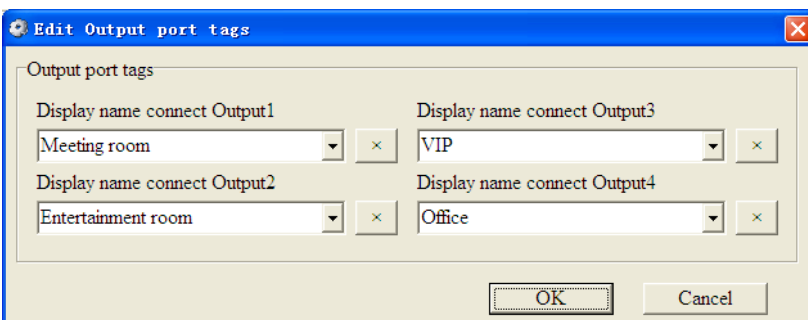 Edit Output port tags
Output port tags
Display name connect Output1
Display name connect Output3
Meeting room
×
VIP
×
Display name connect Output2
Display name connect Output4
Entertainment room
×
Office
×
OK
Cancel